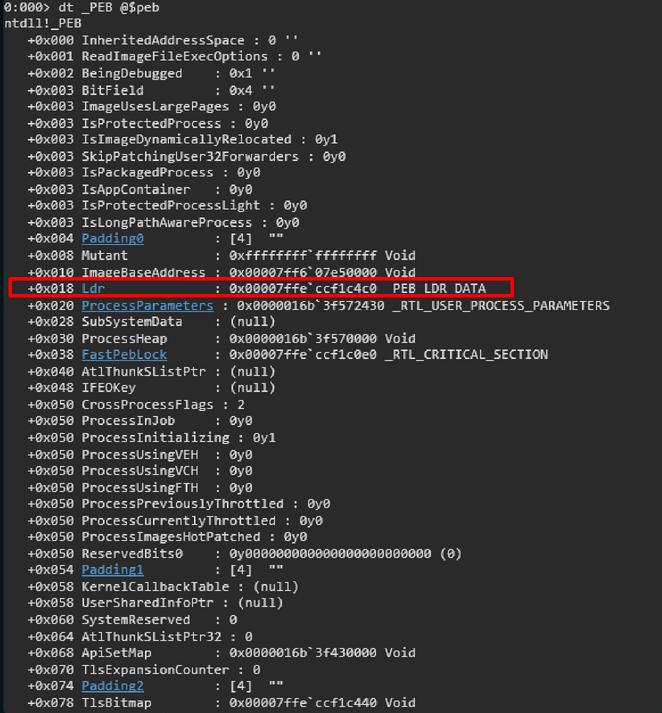 0:000> dt _PEB @$peb
ntdll!_PEB
+0x000 InheritedAddressSpace : 0 ''
+0x001 ReadImageFileExecOptions : 0 ''
+0x002 BeingDebugged : 0x1 ''
+0x003 BitField : 0x4 ''
+0x003 ImageUsesLargePages : 0y0
+0x003 IsProtectedProcess : 0y0
+0x003 IsImageDynamicallyRelocated : 0y1
+0x003 SkipPatchingUser32Forwarders : 0y0
+0x003 IsPackagedProcess : 0y0
+0x003 IsAppContainer : 0y0
+0x003 IsProtectedProcessLight : 0y0
+0x003 IsLongPathAwareProcess : 0y0
+0x004 Padding0 : [4] ""
+0x008 Mutant : 0xffffffff`ffffffff Void
+0x010 ImageBaseAddress : 0x00007ff6`07e50000 Void
+0x018 Ldr : 0x00007ffe`ccf1c4c0 _PEB_LDR_DATA
+0x020 ProcessParameters : 0x0000016b`3f572430 _RTL_USER_PROCESS_PARAMETERS
+0x028 SubSystemData : (null)
+0x030 ProcessHeap : 0x0000016b`3f570000 Void
+0x038 FastPebLock : 0x00007ffe`ccf1c0e0 _RTL_CRITICAL_SECTION
+0x040 AtlThunkSListPtr : (null)
+0x048 IFEOKey : (null)
+0x050 CrossProcessFlags : 2
+0x050 ProcessInJob : 0y0
+0x050 ProcessInitializing : 0y1
+0x050 ProcessUsingVEH : 0y0
+0x050 ProcessUsingVCH : 0y0
+0x050 ProcessUsingFTH : 0y0
+0x050 ProcessPreviouslyThrottled : 0y0
+0x050 ProcessCurrentlyThrottled : 0y0
+0x050 ProcessImagesHotPatched : 0y0
+0x050 ReservedBits0 : 0y000000000000000000000000 (0)
+0x054 Padding1 : [4] ""
+0x058 KernelCallbackTable : (null)
+0x058 UserSharedInfoPtr : (null)
+0x060 SystemReserved : 0
+0x064 AtlThunkSListPtr32 : 0
+0x068 ApiSetMap : 0x0000016b`3f430000 Void
+0x070 TlsExpansionCounter : 0
+0x074 Padding2 : [4] ""
+0x078 TlsBitmap : 0x00007ffe`ccf1c440 Void